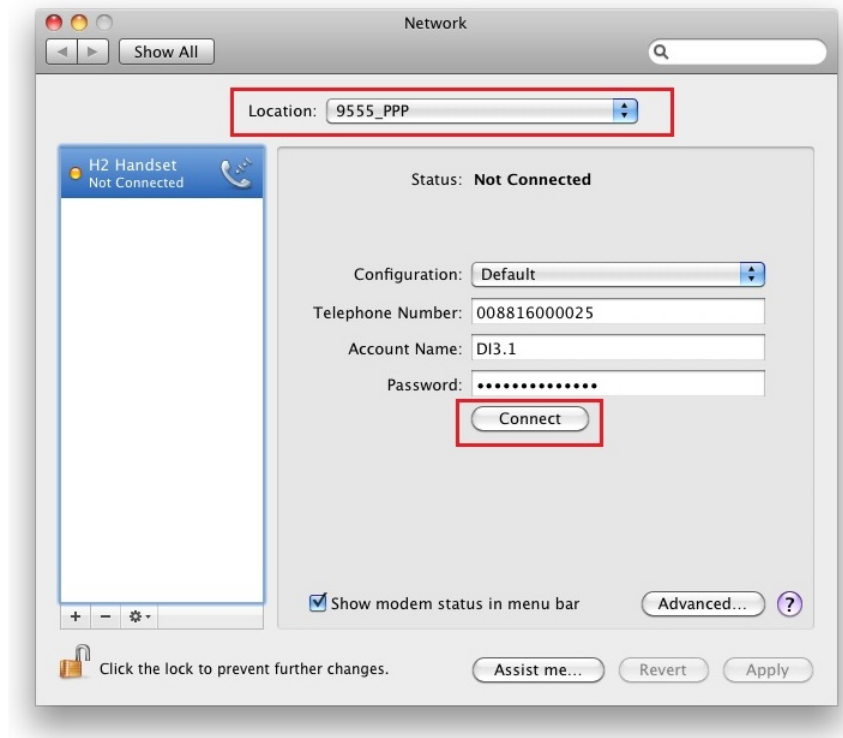 Network
Show All
Location: 9555_PPP
H2 Handset
Not Connected
Status: Not Connected
Configuration: Default
Telephone Number: 008816000025
Account Name: DI3.1
Password: ••••••••••••••
Connect
Show modem status in menu bar
Advanced... ?
+ −
Click the lock to prevent further changes.
Assist me... Revert Apply